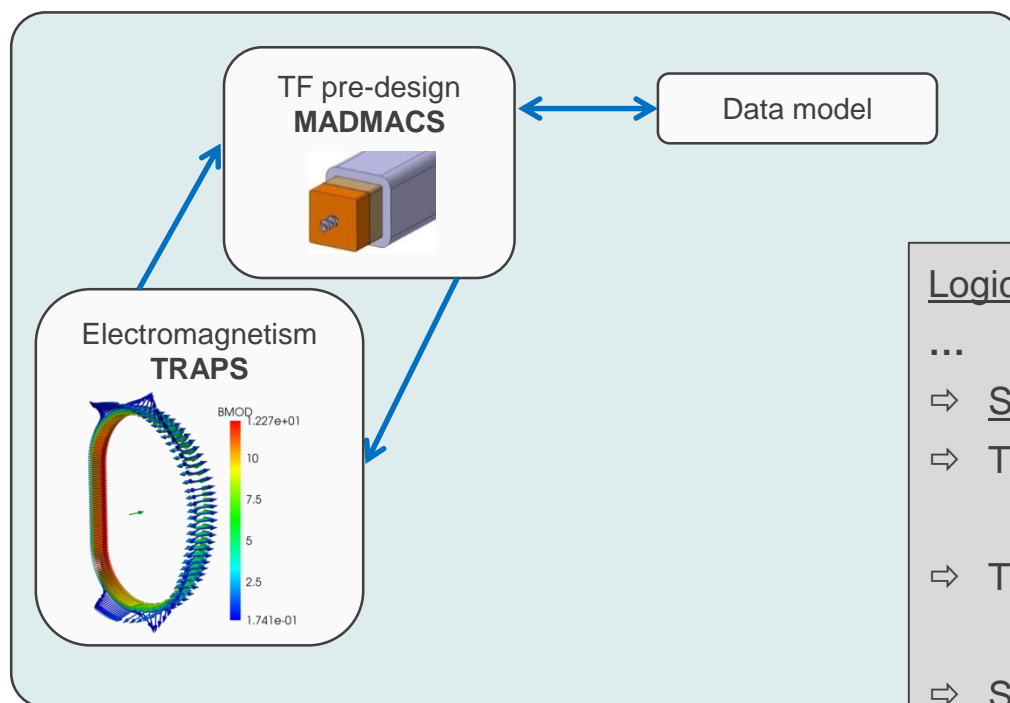 TF pre-design
MADMACS
Data model
Electromagnetism
TRAPS
BMOD
1.227e+01
10
7.5
5
2.5
1.741e-01
...